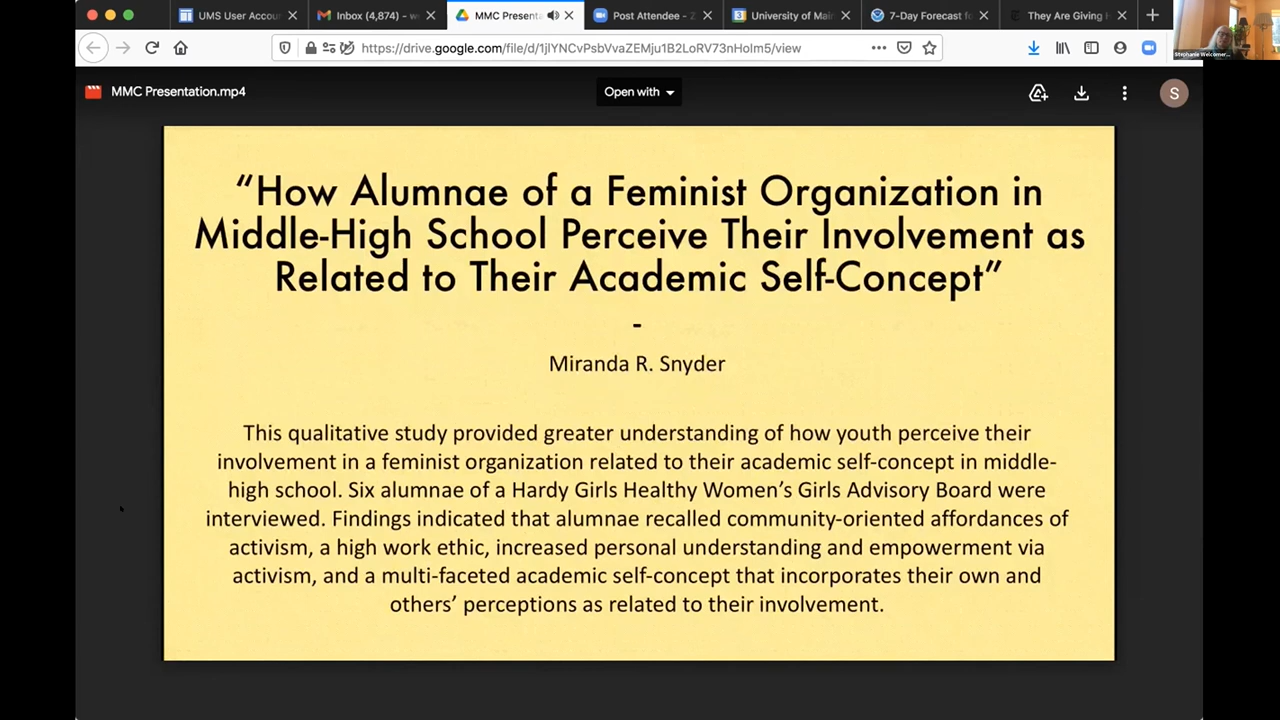 UMS User Accou
Inbox (4,874) - w
MMC Presenta
Post Attendee - Z
University of Mai
7-Day Forecast f
They Are Giving H
https://drive.google.com/file/d/1jlYNCvPsbVvaZEMju1B2LoRV73nHolm5/view
MMC Presentation.mp4
Open with
S
“How Alumnae of a Feminist Organization in
Middle-High School Perceive Their Involvement as
Related to Their Academic Self-Concept”
-
Miranda R. Snyder
This qualitative study provided greater understanding of how youth perceive their
involvement in a feminist organization related to their academic self-concept in middle-
high school. Six alumnae of a Hardy Girls Healthy Women’s Girls Advisory Board were
interviewed. Findings indicated that alumnae recalled community-oriented affordances of
activism, a high work ethic, increased personal understanding and empowerment via
activism, and a multi-faceted academic self-concept that incorporates their own and
others’ perceptions as related to their involvement.